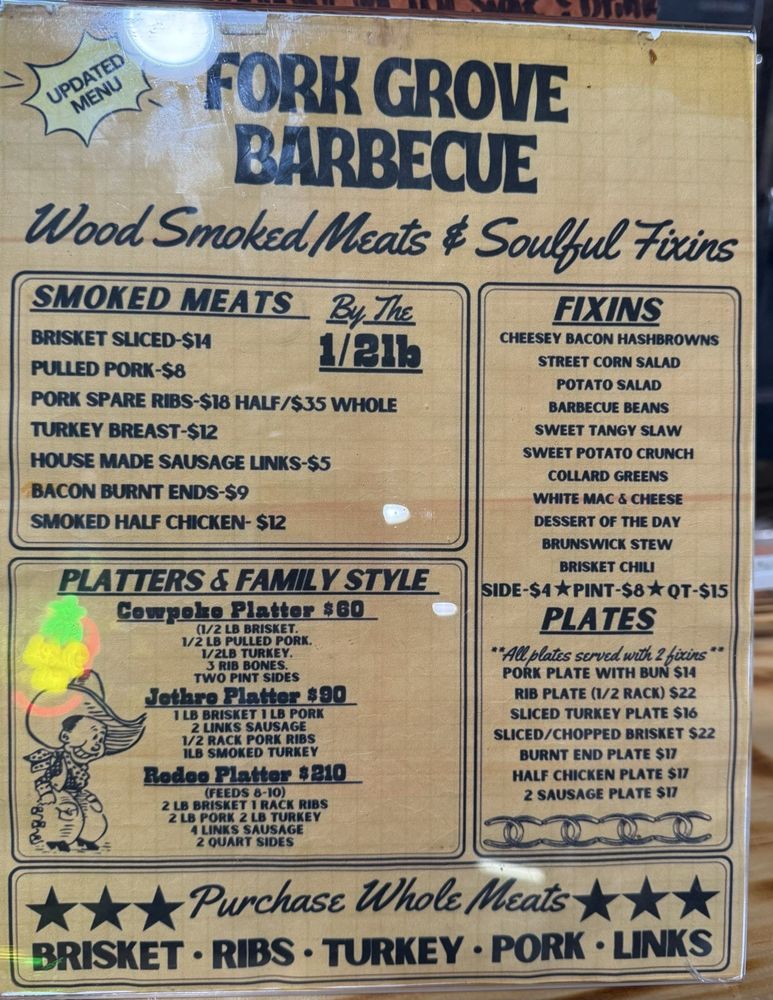 UPDATED
MENU
FORK GROVE
BARBECUE
Wood Smoked Meats & Soulful Fixins
SMOKED MEATS By The
1/2lb
BRISKET SLICED-$14
PULLED PORK-$8
PORK SPARE RIBS-$18 HALF/$35 WHOLE
TURKEY BREAST-$12
HOUSE MADE SAUSAGE LINKS-$5
BACON BURNT ENDS-$9
SMOKED HALF CHICKEN- $12
PLATTERS & FAMILY STYLE
Cowpoke Platter $60
(1/2 LB BRISKET.
1/2 LB PULLED PORK.
1/2LB TURKEY.
3 RIB BONES.
TWO PINT SIDES
Jethro Platter $90
1 LB BRISKET 1 LB PORK
2 LINKS SAUSAGE
1/2 RACK PORK RIBS
1LB SMOKED TURKEY
Rodeo Platter $210
(FEEDS 8-10)
2 LB BRISKET 1 RACK RIBS
2 LB PORK 2 LB TURKEY
4 LINKS SAUSAGE
2 QUART SIDES
FIXINS
CHEESEY BACON HASHBROWNS
STREET CORN SALAD
POTATO SALAD
BARBECUE BEANS
SWEET TANGY SLAW
SWEET POTATO CRUNCH
COLLARD GREENS
WHITE MAC & CHEESE
DESSERT OF THE DAY
BRUNSWICK STEW
BRISKET CHILI
SIDE-$4★PINT-$8★QT-$15
PLATES
**All plates served with 2 fixins**
PORK PLATE WITH BUN $14
RIB PLATE (1/2 RACK) $22
SLICED TURKEY PLATE $16
SLICED/CHOPPED BRISKET $22
BURNT END PLATE $17
HALF CHICKEN PLATE $17
2 SAUSAGE PLATE $17
★★★ Purchase Whole Meats ★★★
BRISKET · RIBS · TURKEY · PORK · LINKS